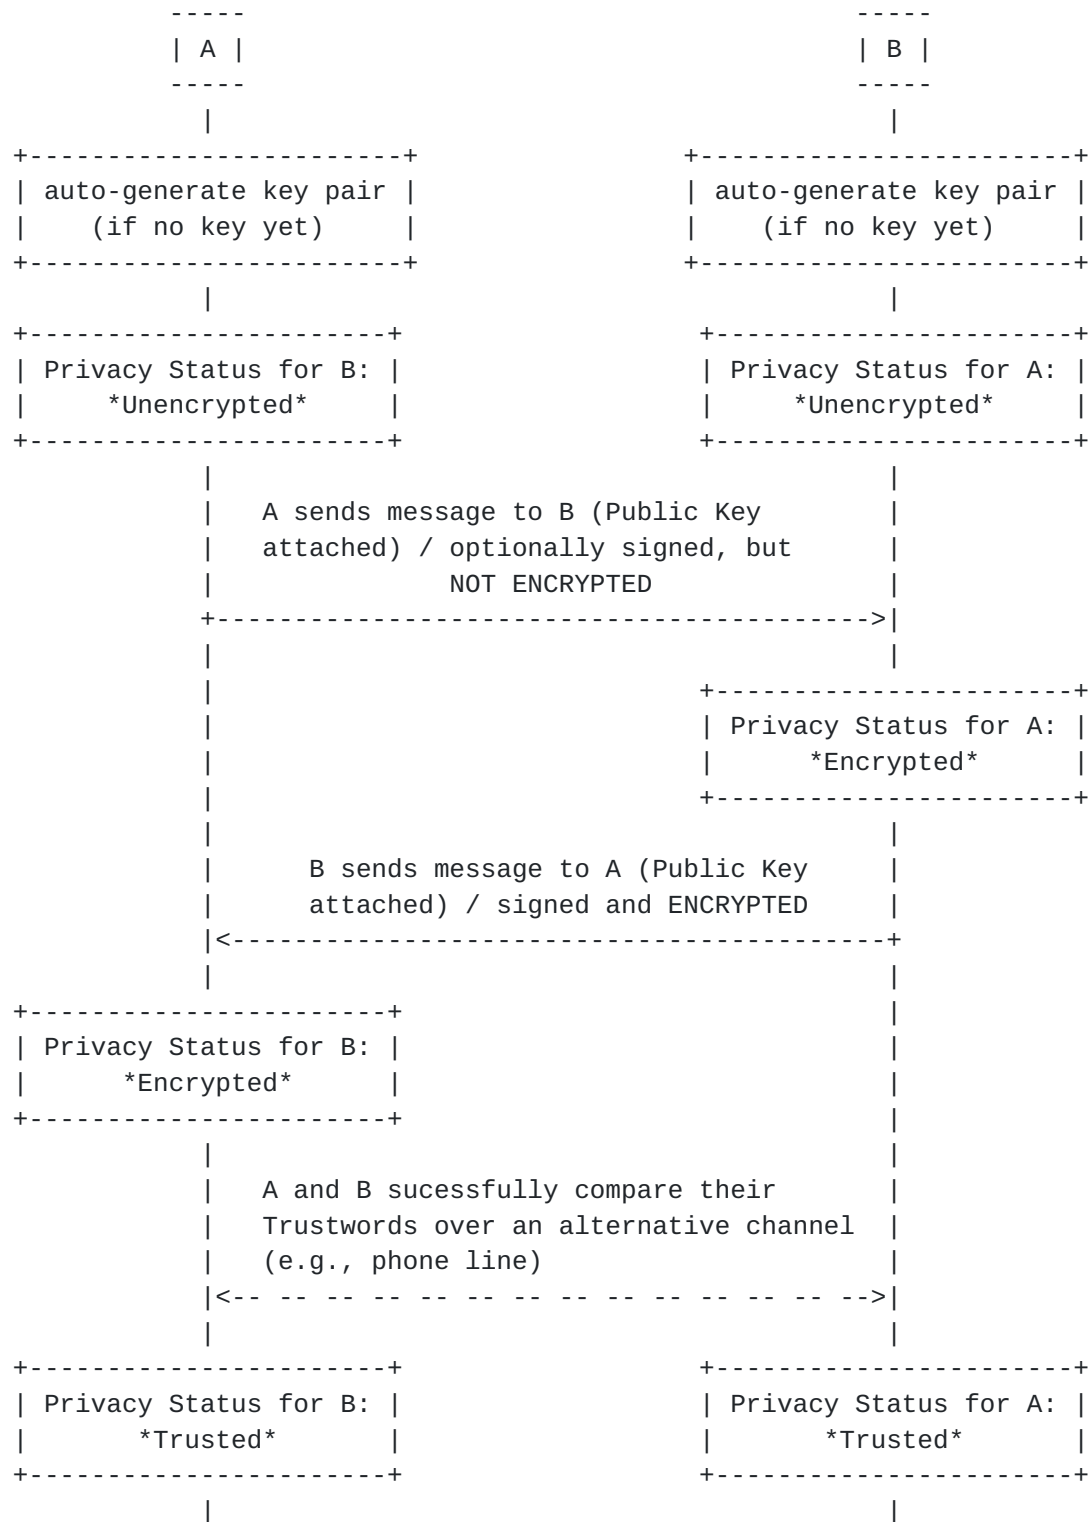 -----                                       -----
| A |                                       | B |
-----                                       -----
|                                           |
+------------------------+                 +------------------------+
| auto-generate key pair |                 | auto-generate key pair |
|    (if no key yet)     |                 |    (if no key yet)     |
+------------------------+                 +------------------------+
|                                           |
+-----------------------+                   +-----------------------+
| Privacy Status for B: |                   | Privacy Status for A: |
|     *Unencrypted*     |                   |     *Unencrypted*     |
+-----------------------+                   +-----------------------+
|                                           |
|   A sends message to B (Public Key        |
|   attached) / optionally signed, but      |
|               NOT ENCRYPTED               |
+------------------------------------------>|
|                                           |
|                               +-----------------------+
|                               | Privacy Status for A: |
|                               |      *Encrypted*      |
|                               +-----------------------+
|                                           |
|      B sends message to A (Public Key     |
|      attached) / signed and ENCRYPTED     |
|<------------------------------------------+
|                                           |
+-----------------------+                   |
| Privacy Status for B: |                   |
|      *Encrypted*      |                   |
+-----------------------+                   |
|                                           |
|   A and B sucessfully compare their       |
|   Trustwords over an alternative channel  |
|   (e.g., phone line)                      |
|<-- -- -- -- -- -- -- -- -- -- -- -- -- -->|
|                                           |
+-----------------------+                   +-----------------------+
| Privacy Status for B: |                   | Privacy Status for A: |
|       *Trusted*       |                   |       *Trusted*       |
+-----------------------+                   +-----------------------+
|                                           |